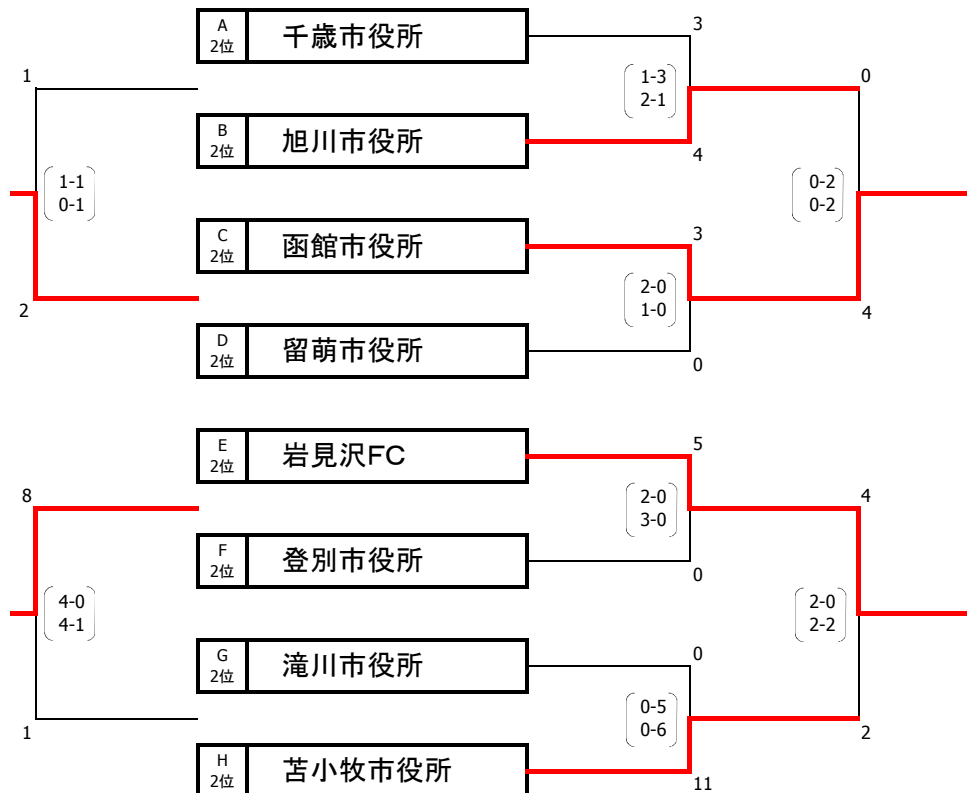 A
2位
千歳市役所
3
1
1-3
2-1
0
B
2位
旭川市役所
4
1-1
0-1
0-2
0-2
C
2位
函館市役所
3
2-0
1-0
2
4
D
2位
留萌市役所
0
E
2位
岩見沢FC
5
8
2-0
3-0
4
F
2位
登別市役所
0
4-0
4-1
2-0
2-2
G
2位
滝川市役所
0
0-5
0-6
1
2
H
2位
苫小牧市役所
11